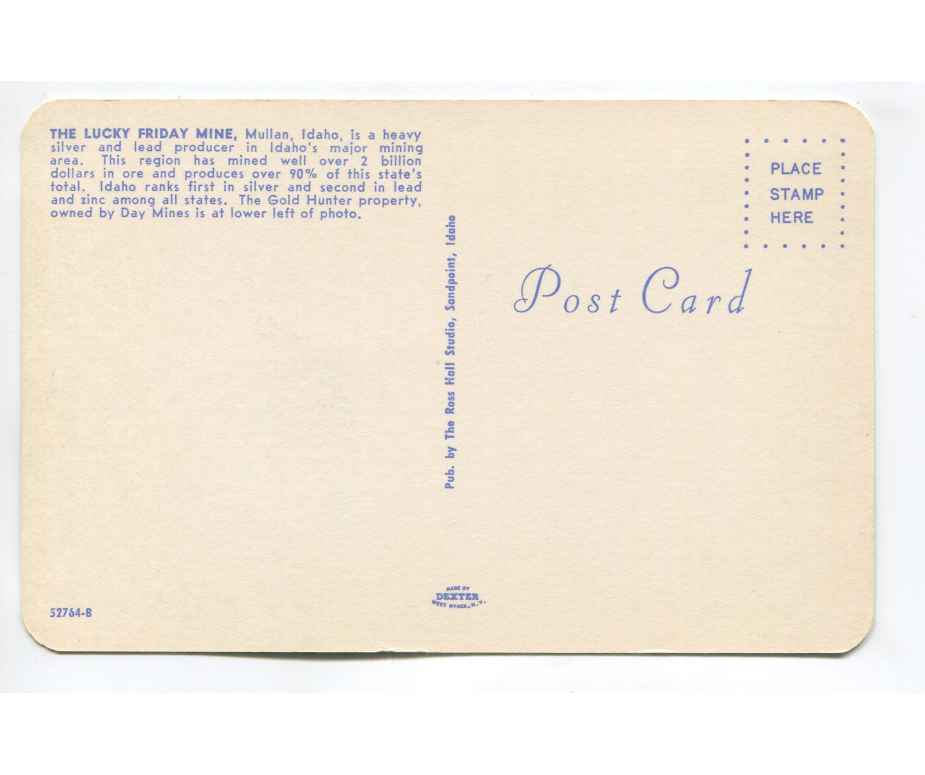 THE LUCKY FRIDAY MINE, Mullan, Idaho, is a heavy
silver and lead producer in Idaho's major mining
area. This region has mined well over 2 billion
dollars in ore and produces over 90% of this state's
total. Idaho ranks first in silver and second in lead
and zinc among all states. The Gold Hunter property,
owned by Day Mines is at lower left of photo.
Pub. by The Ross Hall Studio, Sandpoint, Idaho
PLACE
STAMP
HERE
Post Card
52764-B
MADE BY
DEXTER
WEST NYACK, N. Y.